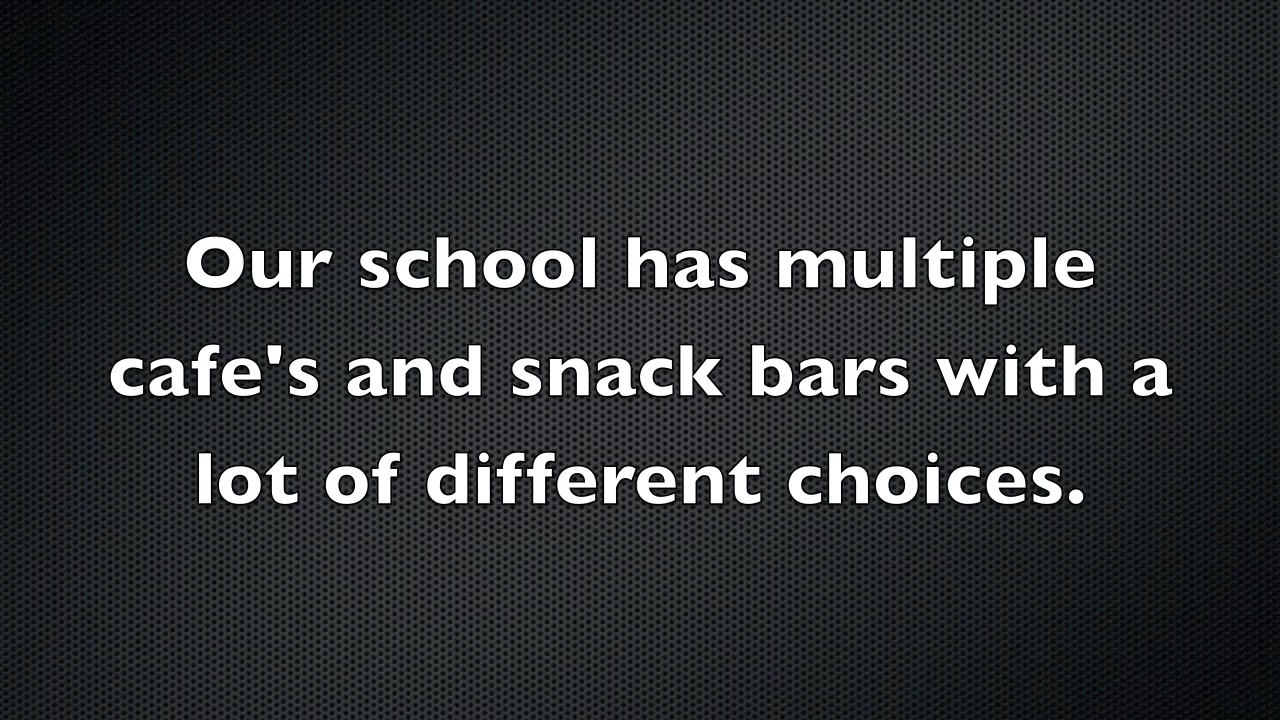 Our school has multiple
cafe's and snack bars with a
lot of different choices.